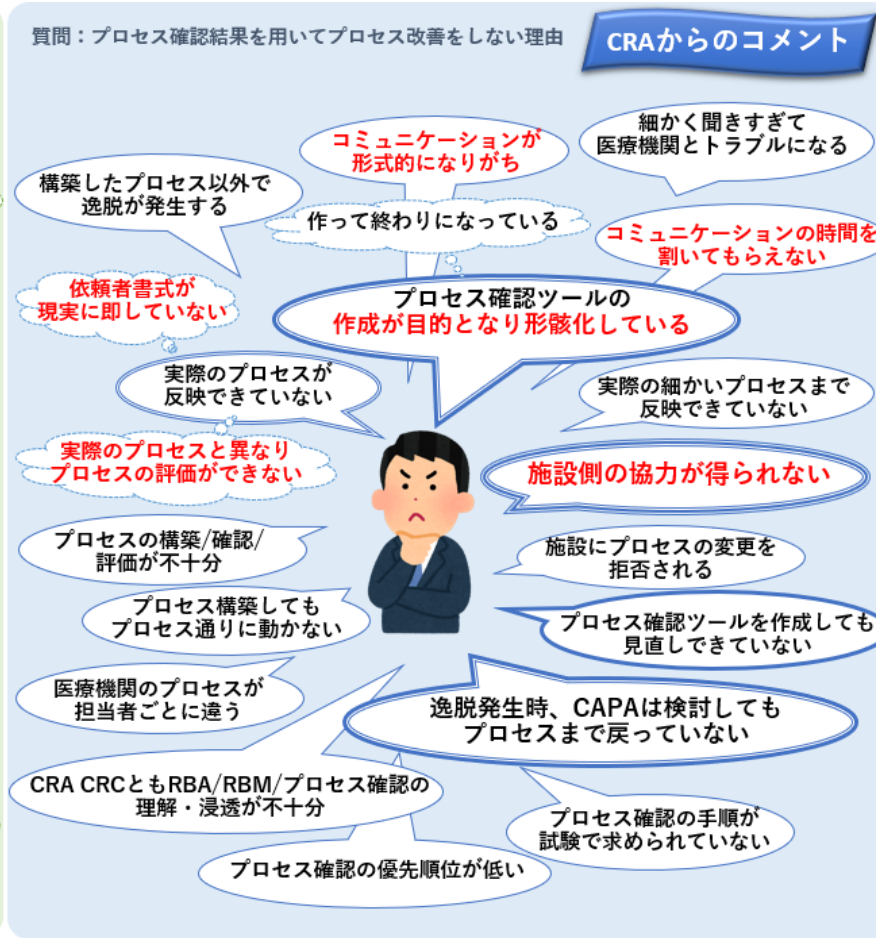 質問：プロセス確認結果を用いてプロセス改善をしない理由
CRAからのコメント
細かく聞きすぎて
医療機関とトラブルになる
コミュニケーションが
形式的になりがち
構築したプロセス以外で
逸脱が発生する
作って終わりになっている
コミュニケーションの時間を
割いてもらえない
依頼者書式が
現実に即していない
プロセス確認ツールの
作成が目的となり形骸化している
実際のプロセスが
反映できていない
実際の細かいプロセスまで
反映できていない
実際のプロセスと異なり
プロセスの評価ができない
施設側の協力が得られない
プロセスの構築/確認/
評価が不十分
施設にプロセスの変更を
拒否される
プロセス構築しても
プロセス通りに動かない
プロセス確認ツールを作成しても
見直しできていない
医療機関のプロセスが
担当者ごとに違う
逸脱発生時、CAPAは検討しても
プロセスまで戻っていない
CRA CRCともRBA/RBM/プロセス確認の
理解・浸透が不十分
プロセス確認の手順が
試験で求められていない
プロセス確認の優先順位が低い